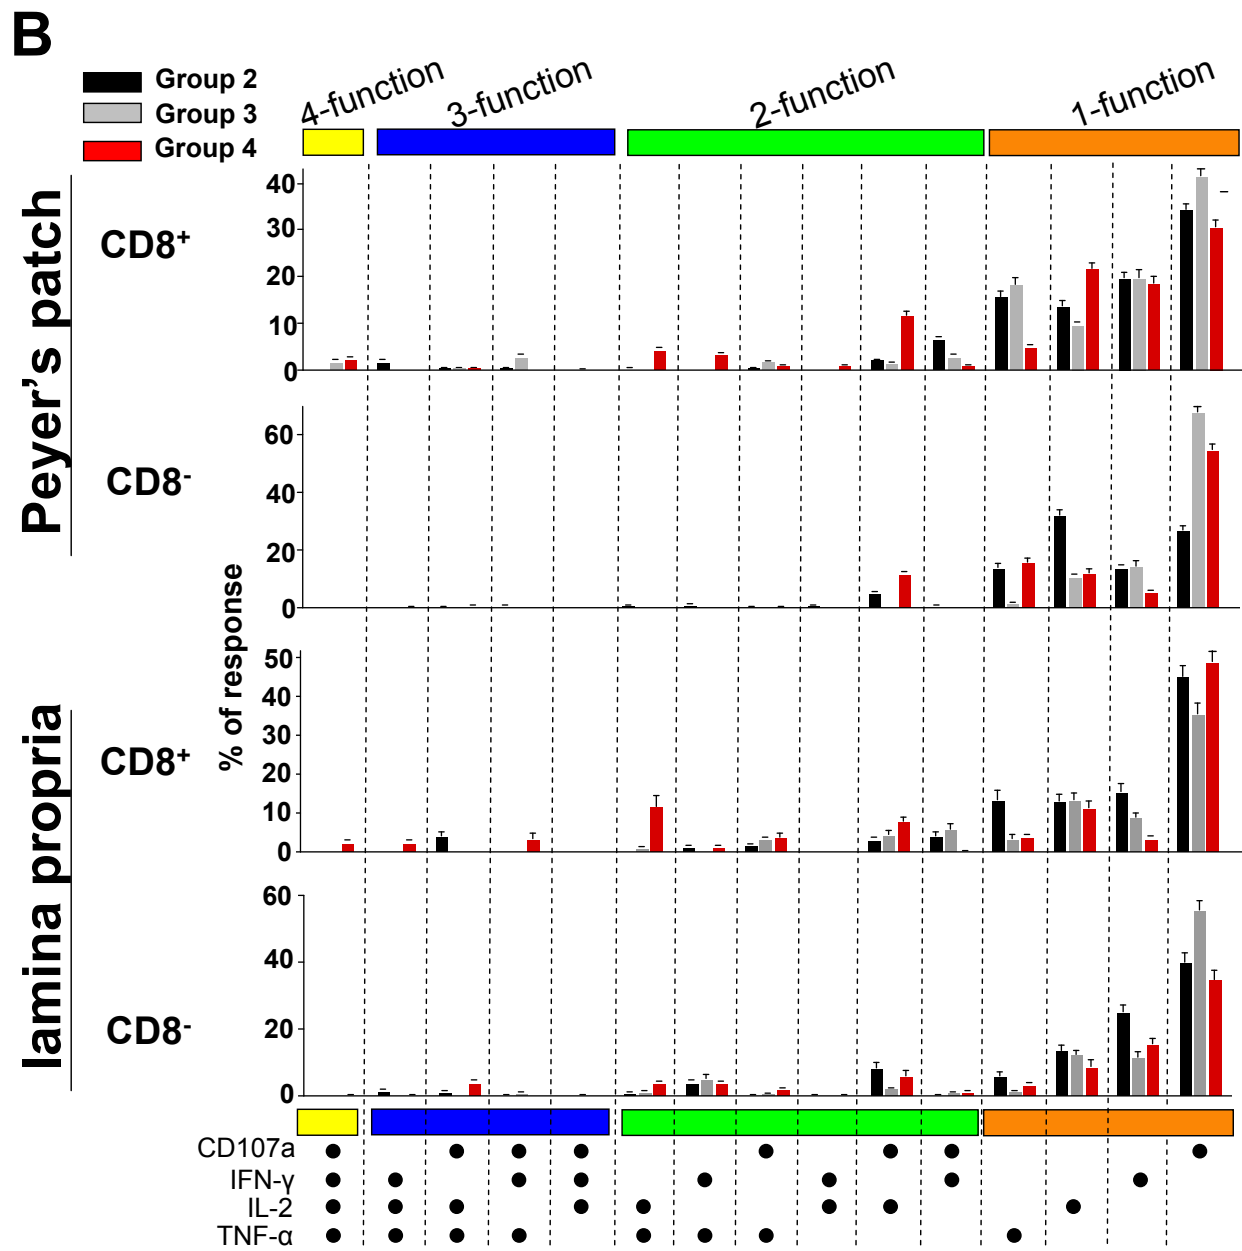 B
Group 2
Group 3
Group 4
4-function
3-function
2-function
1-function
Peyer's patch
CD8+
40
30
20
10
0
CD8-
60
40
20
0
% of response
lamina propria
CD8+
50
40
30
20
10
0
CD8-
60
40
20
0
CD107a
IFN-γ
IL-2
TNF-α